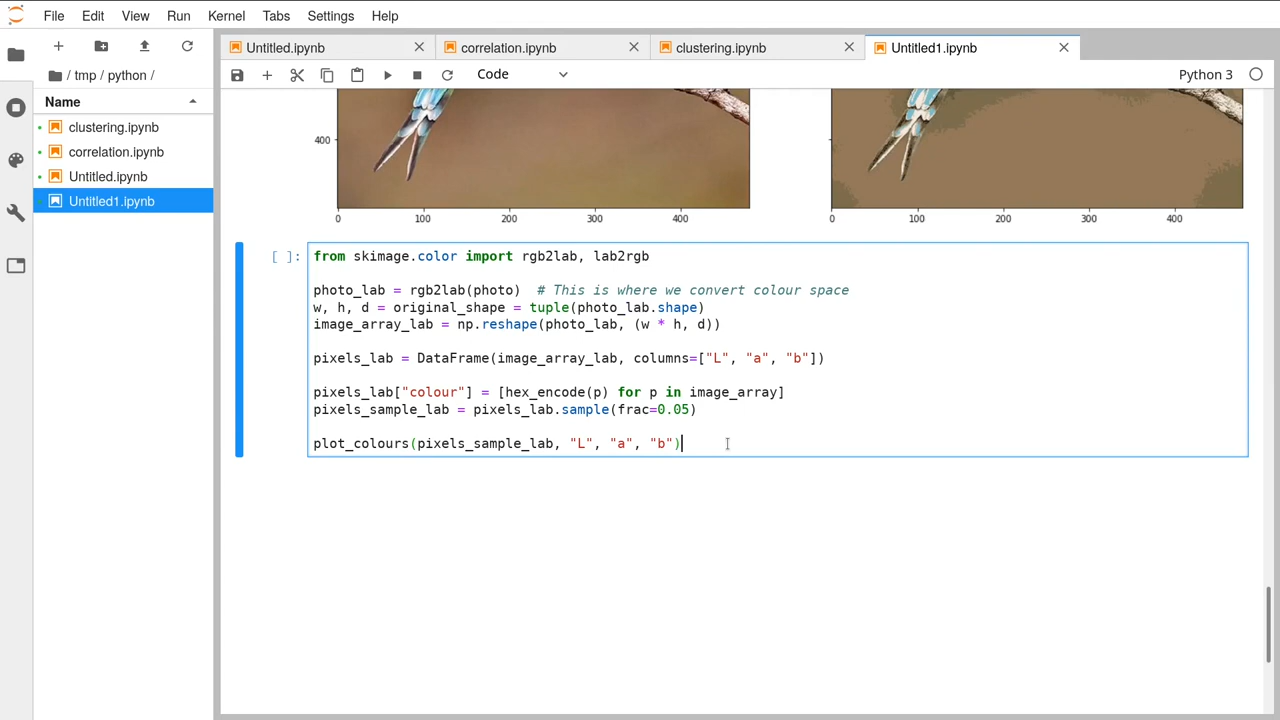 File Edit View Run Kernel Tabs Settings Help
Untitled.ipynb correlation.ipynb clustering.ipynb Untitled1.ipynb
Code Python 3
/ tmp / python /
Name
clustering.ipynb
correlation.ipynb
Untitled.ipynb
Untitled1.ipynb
400
0 100 200 300 400 0 100 200 300 400
[ ]: from skimage.color import rgb2lab, lab2rgb
photo_lab = rgb2lab(photo)  # This is where we convert colour space
w, h, d = original_shape = tuple(photo_lab.shape)
image_array_lab = np.reshape(photo_lab, (w * h, d))
pixels_lab = DataFrame(image_array_lab, columns=["L", "a", "b"])
pixels_lab["colour"] = [hex_encode(p) for p in image_array]
pixels_sample_lab = pixels_lab.sample(frac=0.05)
plot_colours(pixels_sample_lab, "L", "a", "b")